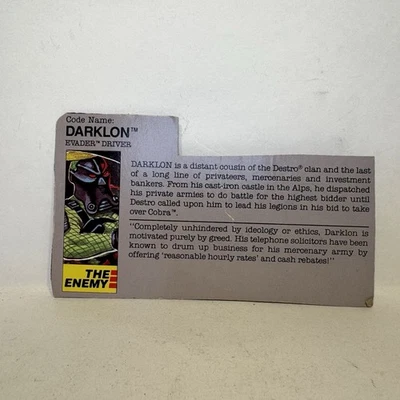 Code Name:
DARKLON™
EVADER™ DRIVER
DARKLON is a distant cousin of the Destro® clan and the last
of a long line of privateers, mercenaries and investment
bankers. From his cast-iron castle in the Alps, he dispatched
his private armies to do battle for the highest bidder until
Destro called upon him to lead his legions in his bid to take
over Cobra™.
"Completely unhindered by ideology or ethics, Darklon is
motivated purely by greed. His telephone solicitors have been
known to drum up business for his mercenary army by
offering 'reasonable hourly rates' and cash rebates!"
THE
ENEMY